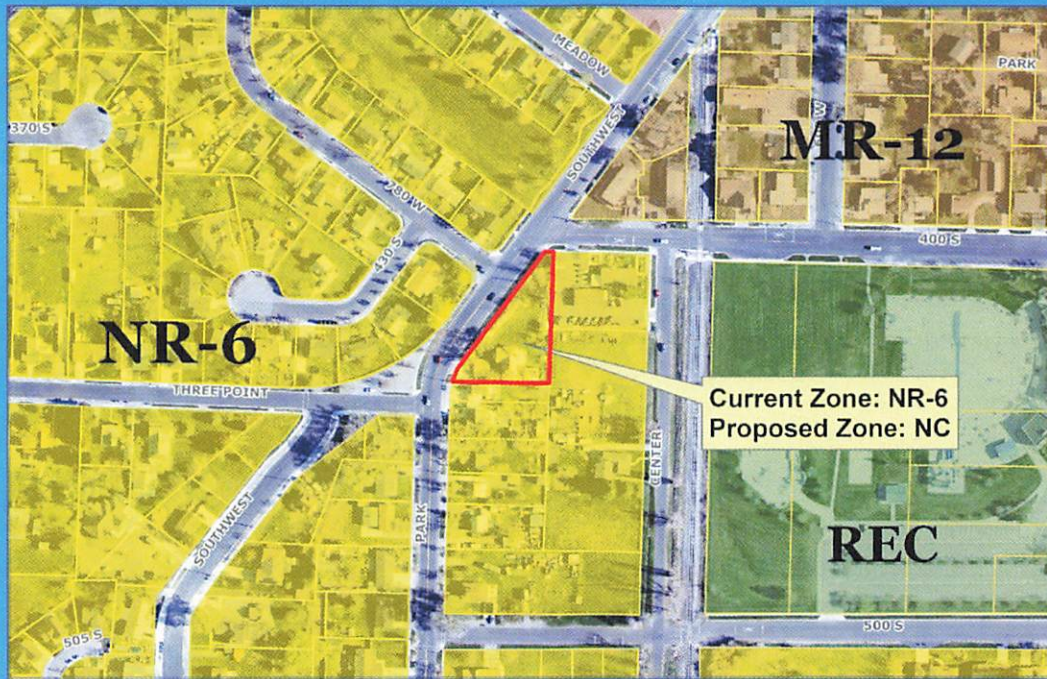 MEADOW
PARK
370 S
SOUTHWEST
MR-12
280 W
400 S
430 S
NR-6
THREE POINT
Current Zone: NR-6
Proposed Zone: NC
CENTER
SOUTHWEST
PARK
REC
505 S
500 S